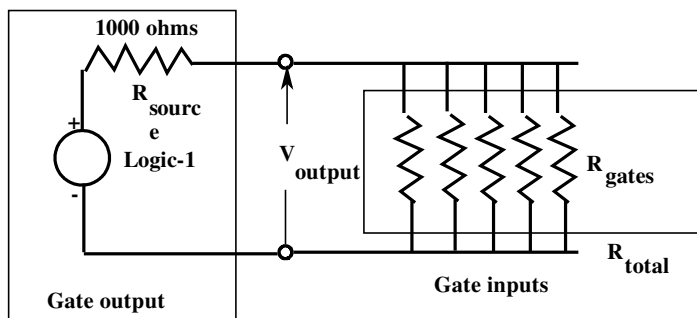 1000 ohms
R
sourc
e
+
Logic-1
-
V
output
R
gates
R
total
Gate inputs
Gate output